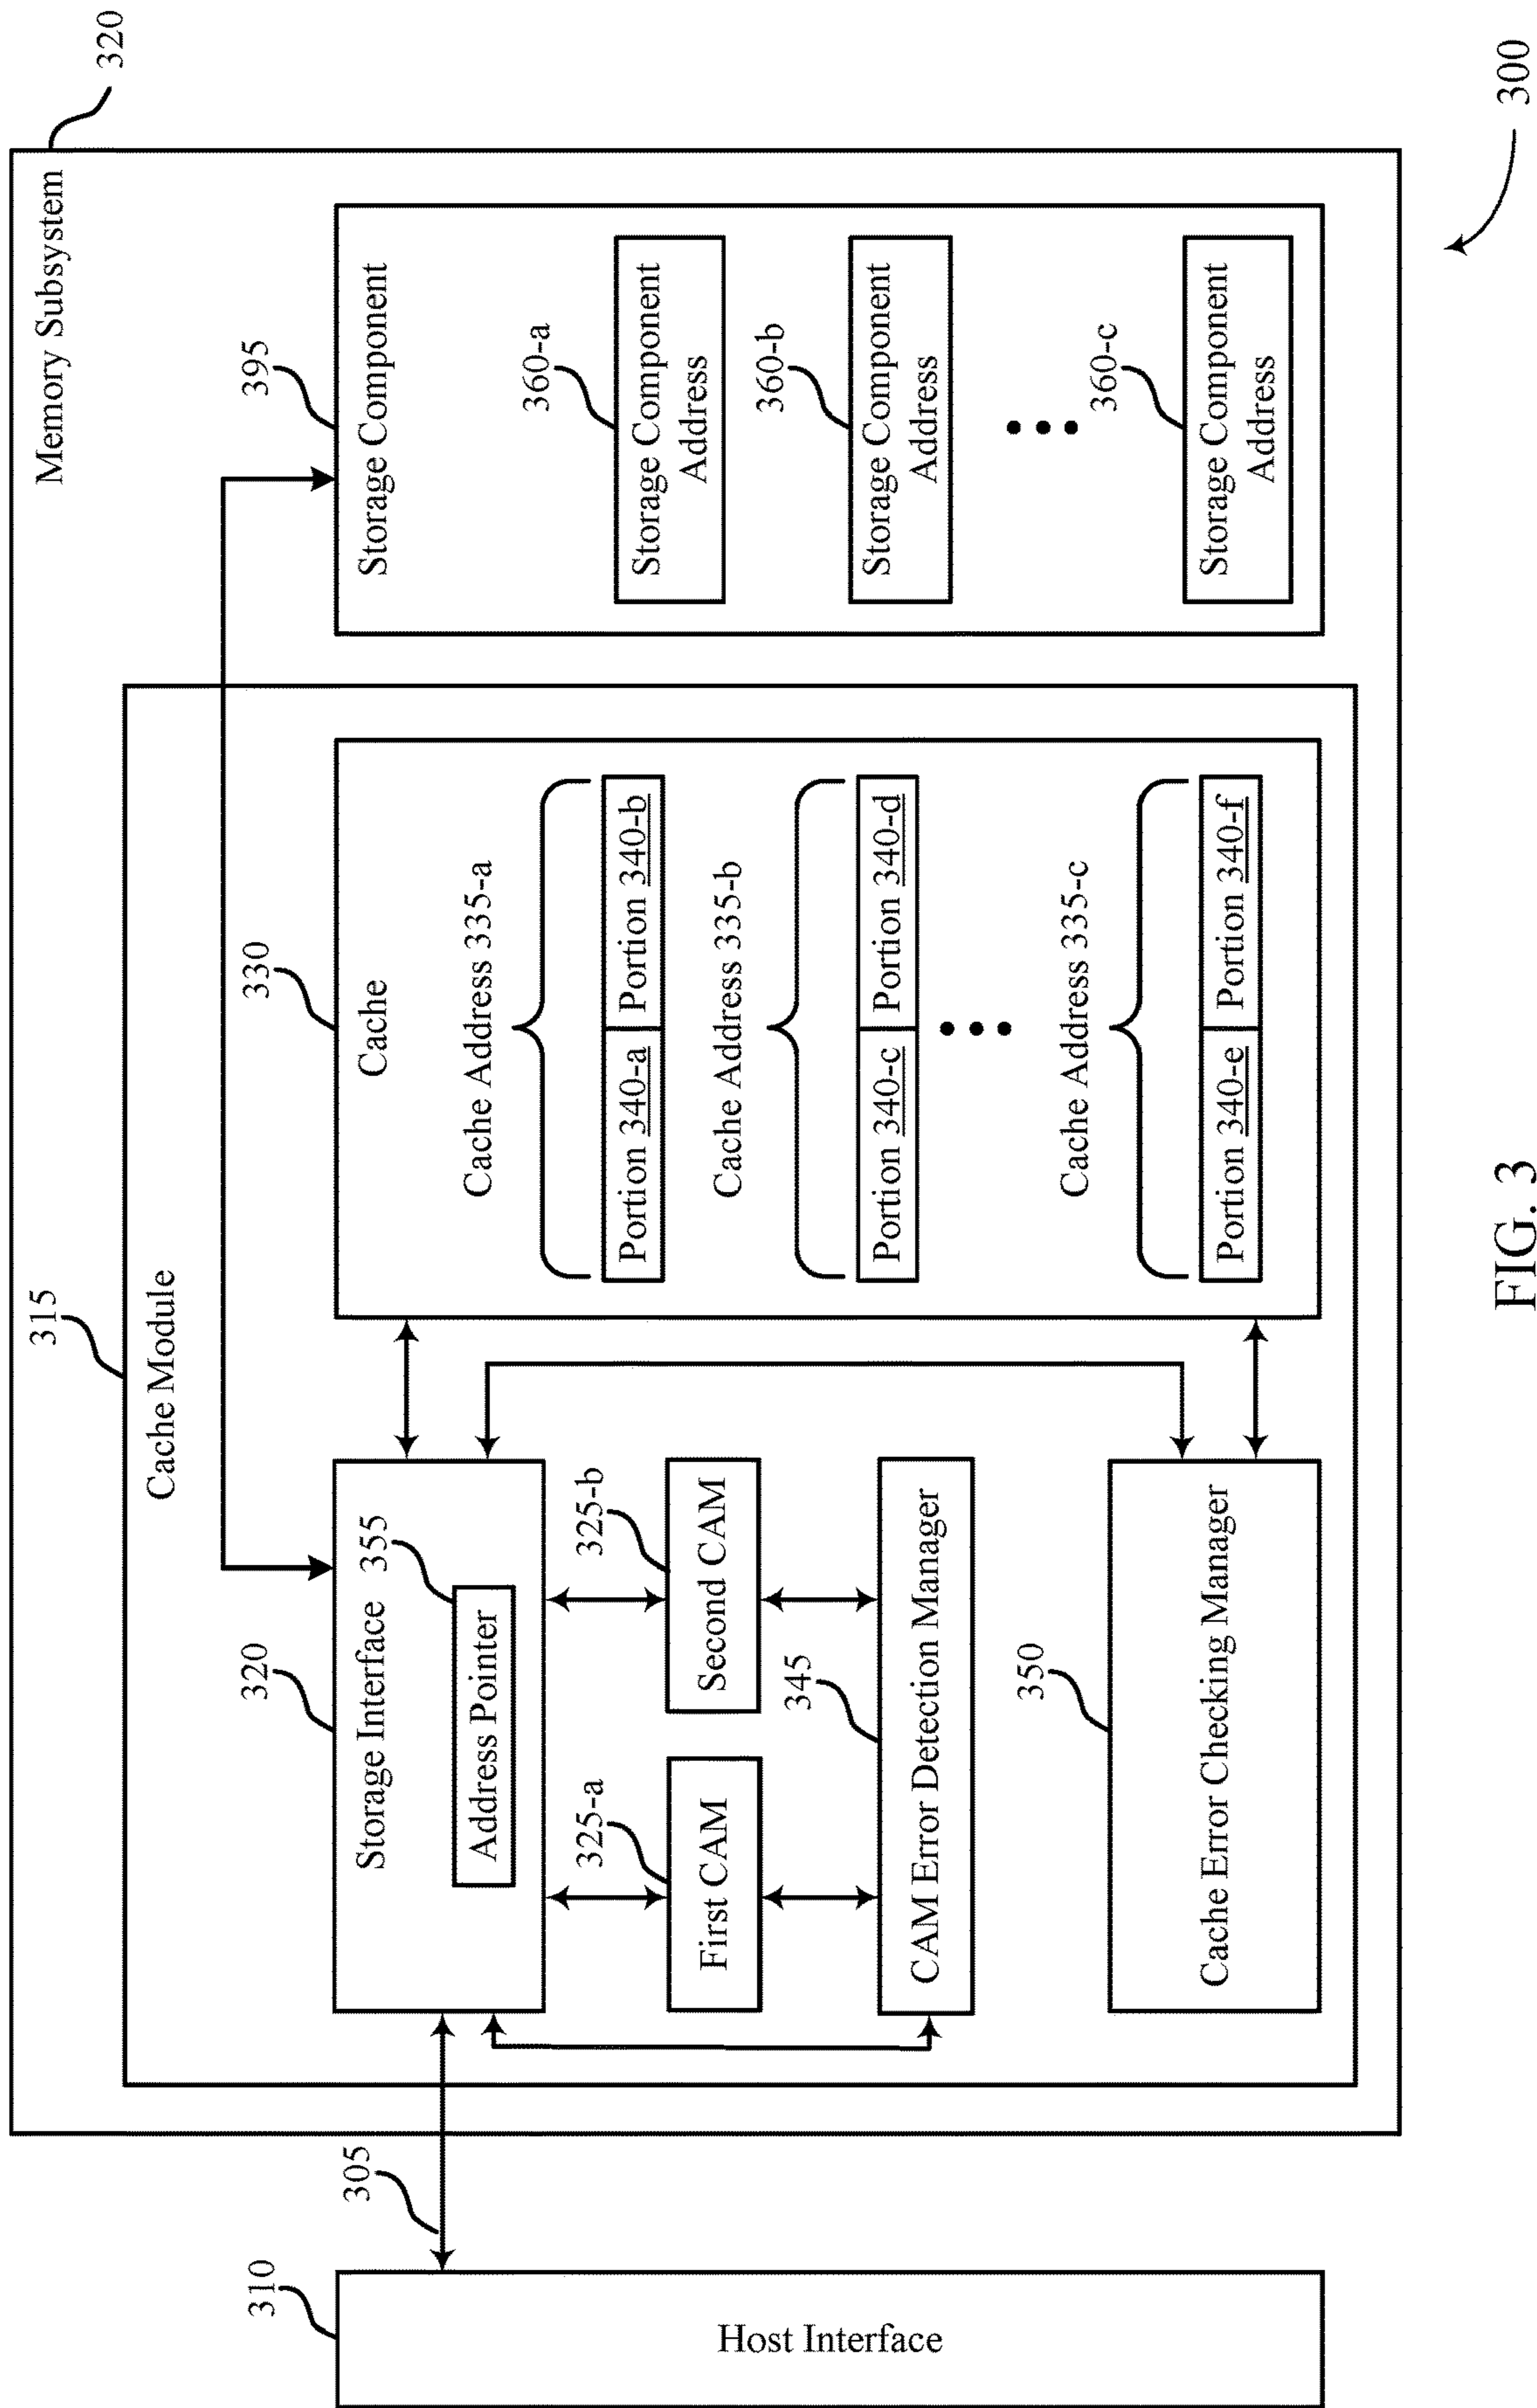 320
Memory Subsystem
315
Cache Module
395
Storage Component
360-a
Storage Component
Address
360-b
Storage Component
Address
360-c
Storage Component
Address
330
Cache
Cache Address 335-a
Portion 340-a
Portion 340-b
Cache Address 335-b
Portion 340-c
Portion 340-d
Cache Address 335-c
Portion 340-e
Portion 340-f
320
Storage Interface
355
Address Pointer
325-a
First CAM
325-b
Second CAM
345
CAM Error Detection Manager
350
Cache Error Checking Manager
305
310
Host Interface
300
FIG. 3